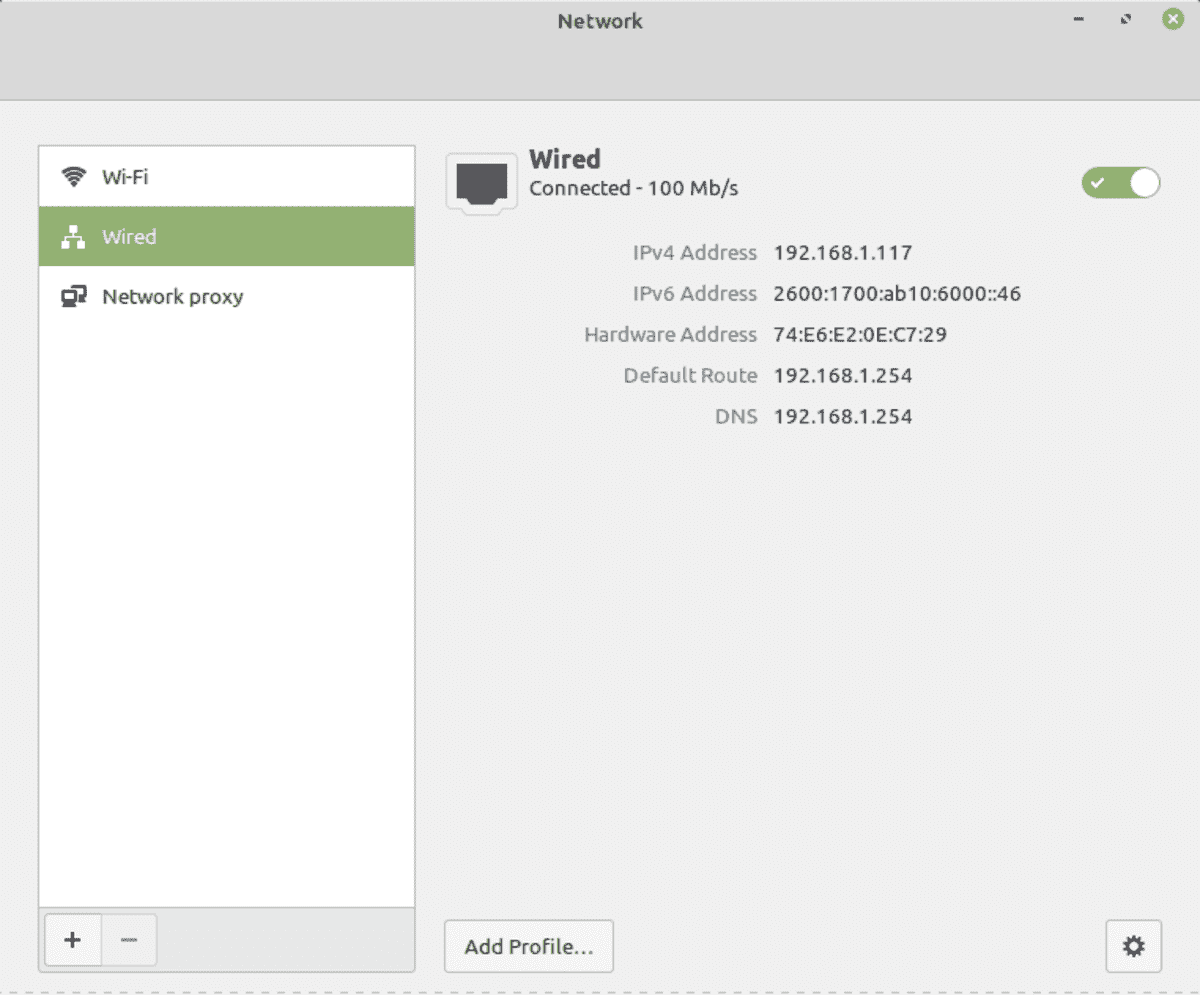 Network
Wi-Fi
Wired
Network proxy
Wired
Connected - 100 Mb/s
IPv4 Address 192.168.1.117
IPv6 Address 2600:1700:ab10:6000::46
Hardware Address 74:E6:E2:0E:C7:29
Default Route 192.168.1.254
DNS 192.168.1.254
Add Profile...